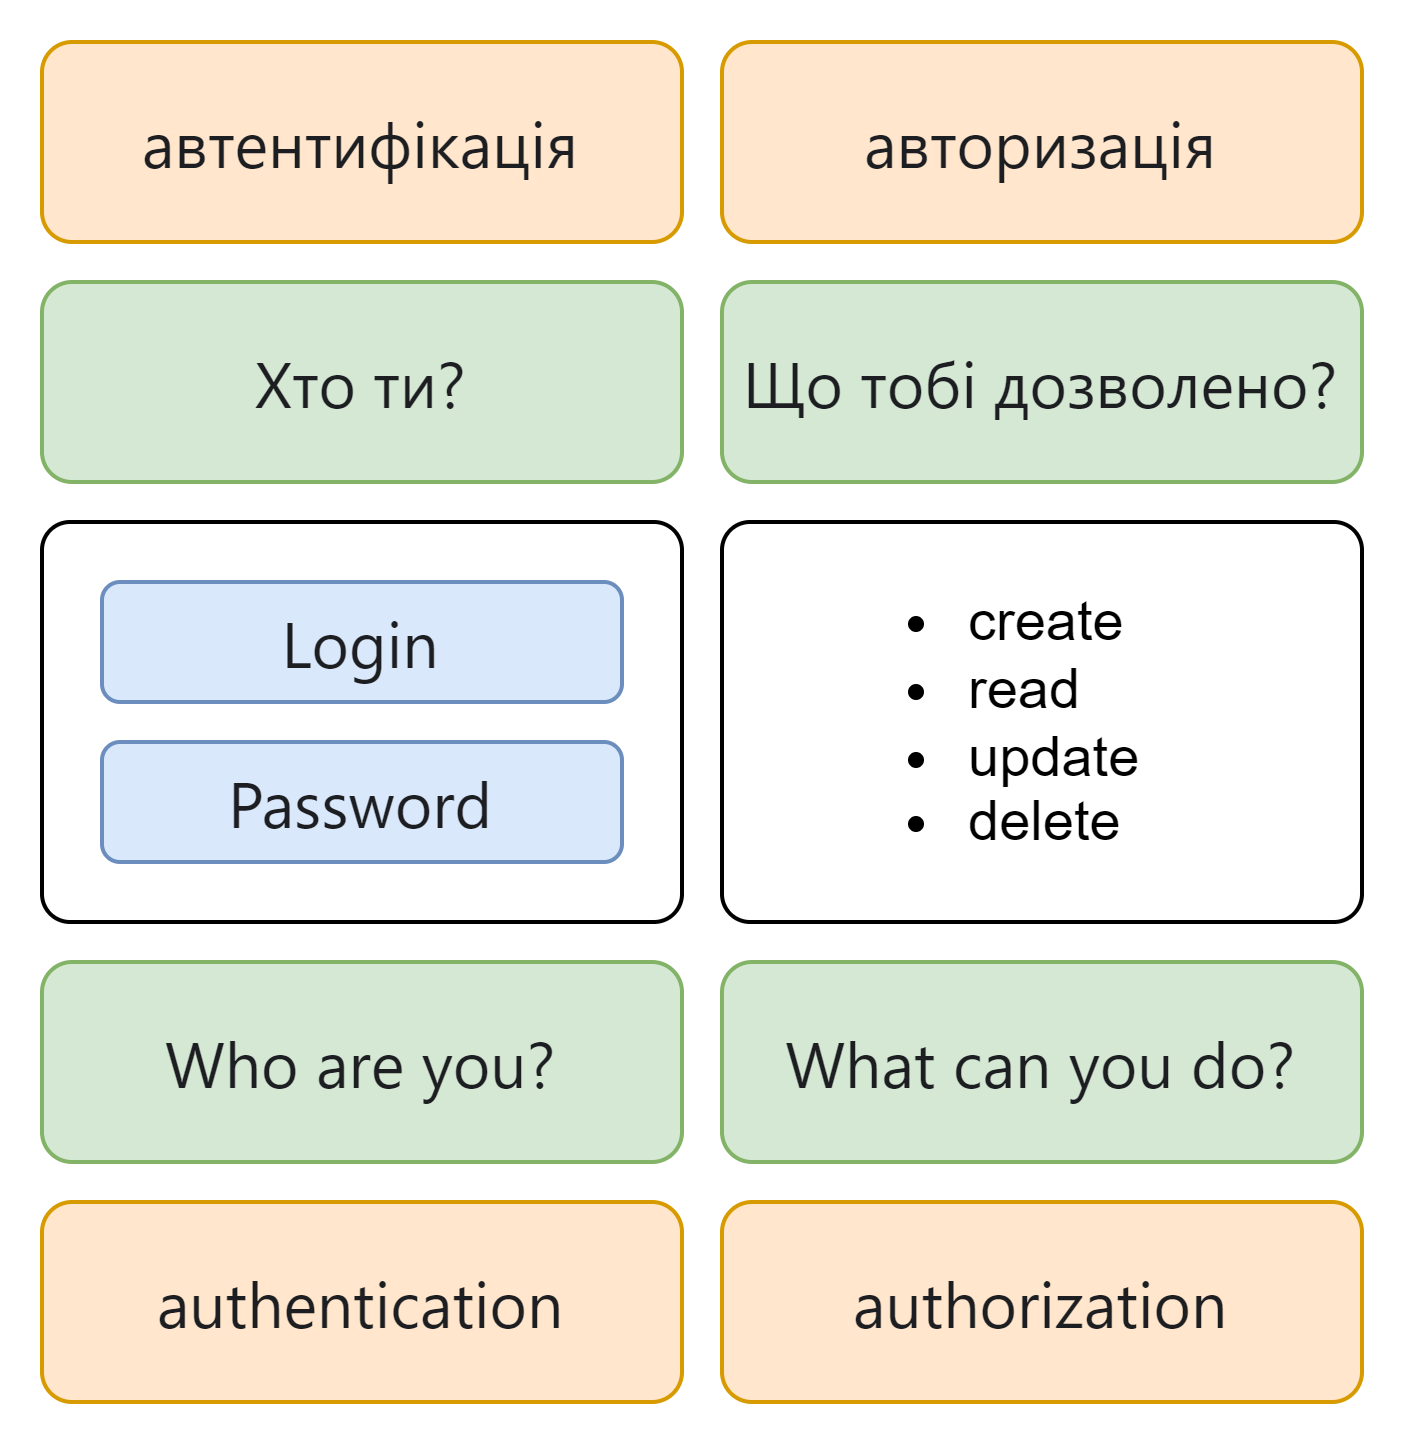 автентифікація
авторизація
Хто ти?
Що тобі дозволено?
Login
Password
create
read
update
delete
Who are you?
What can you do?
authentication
authorization